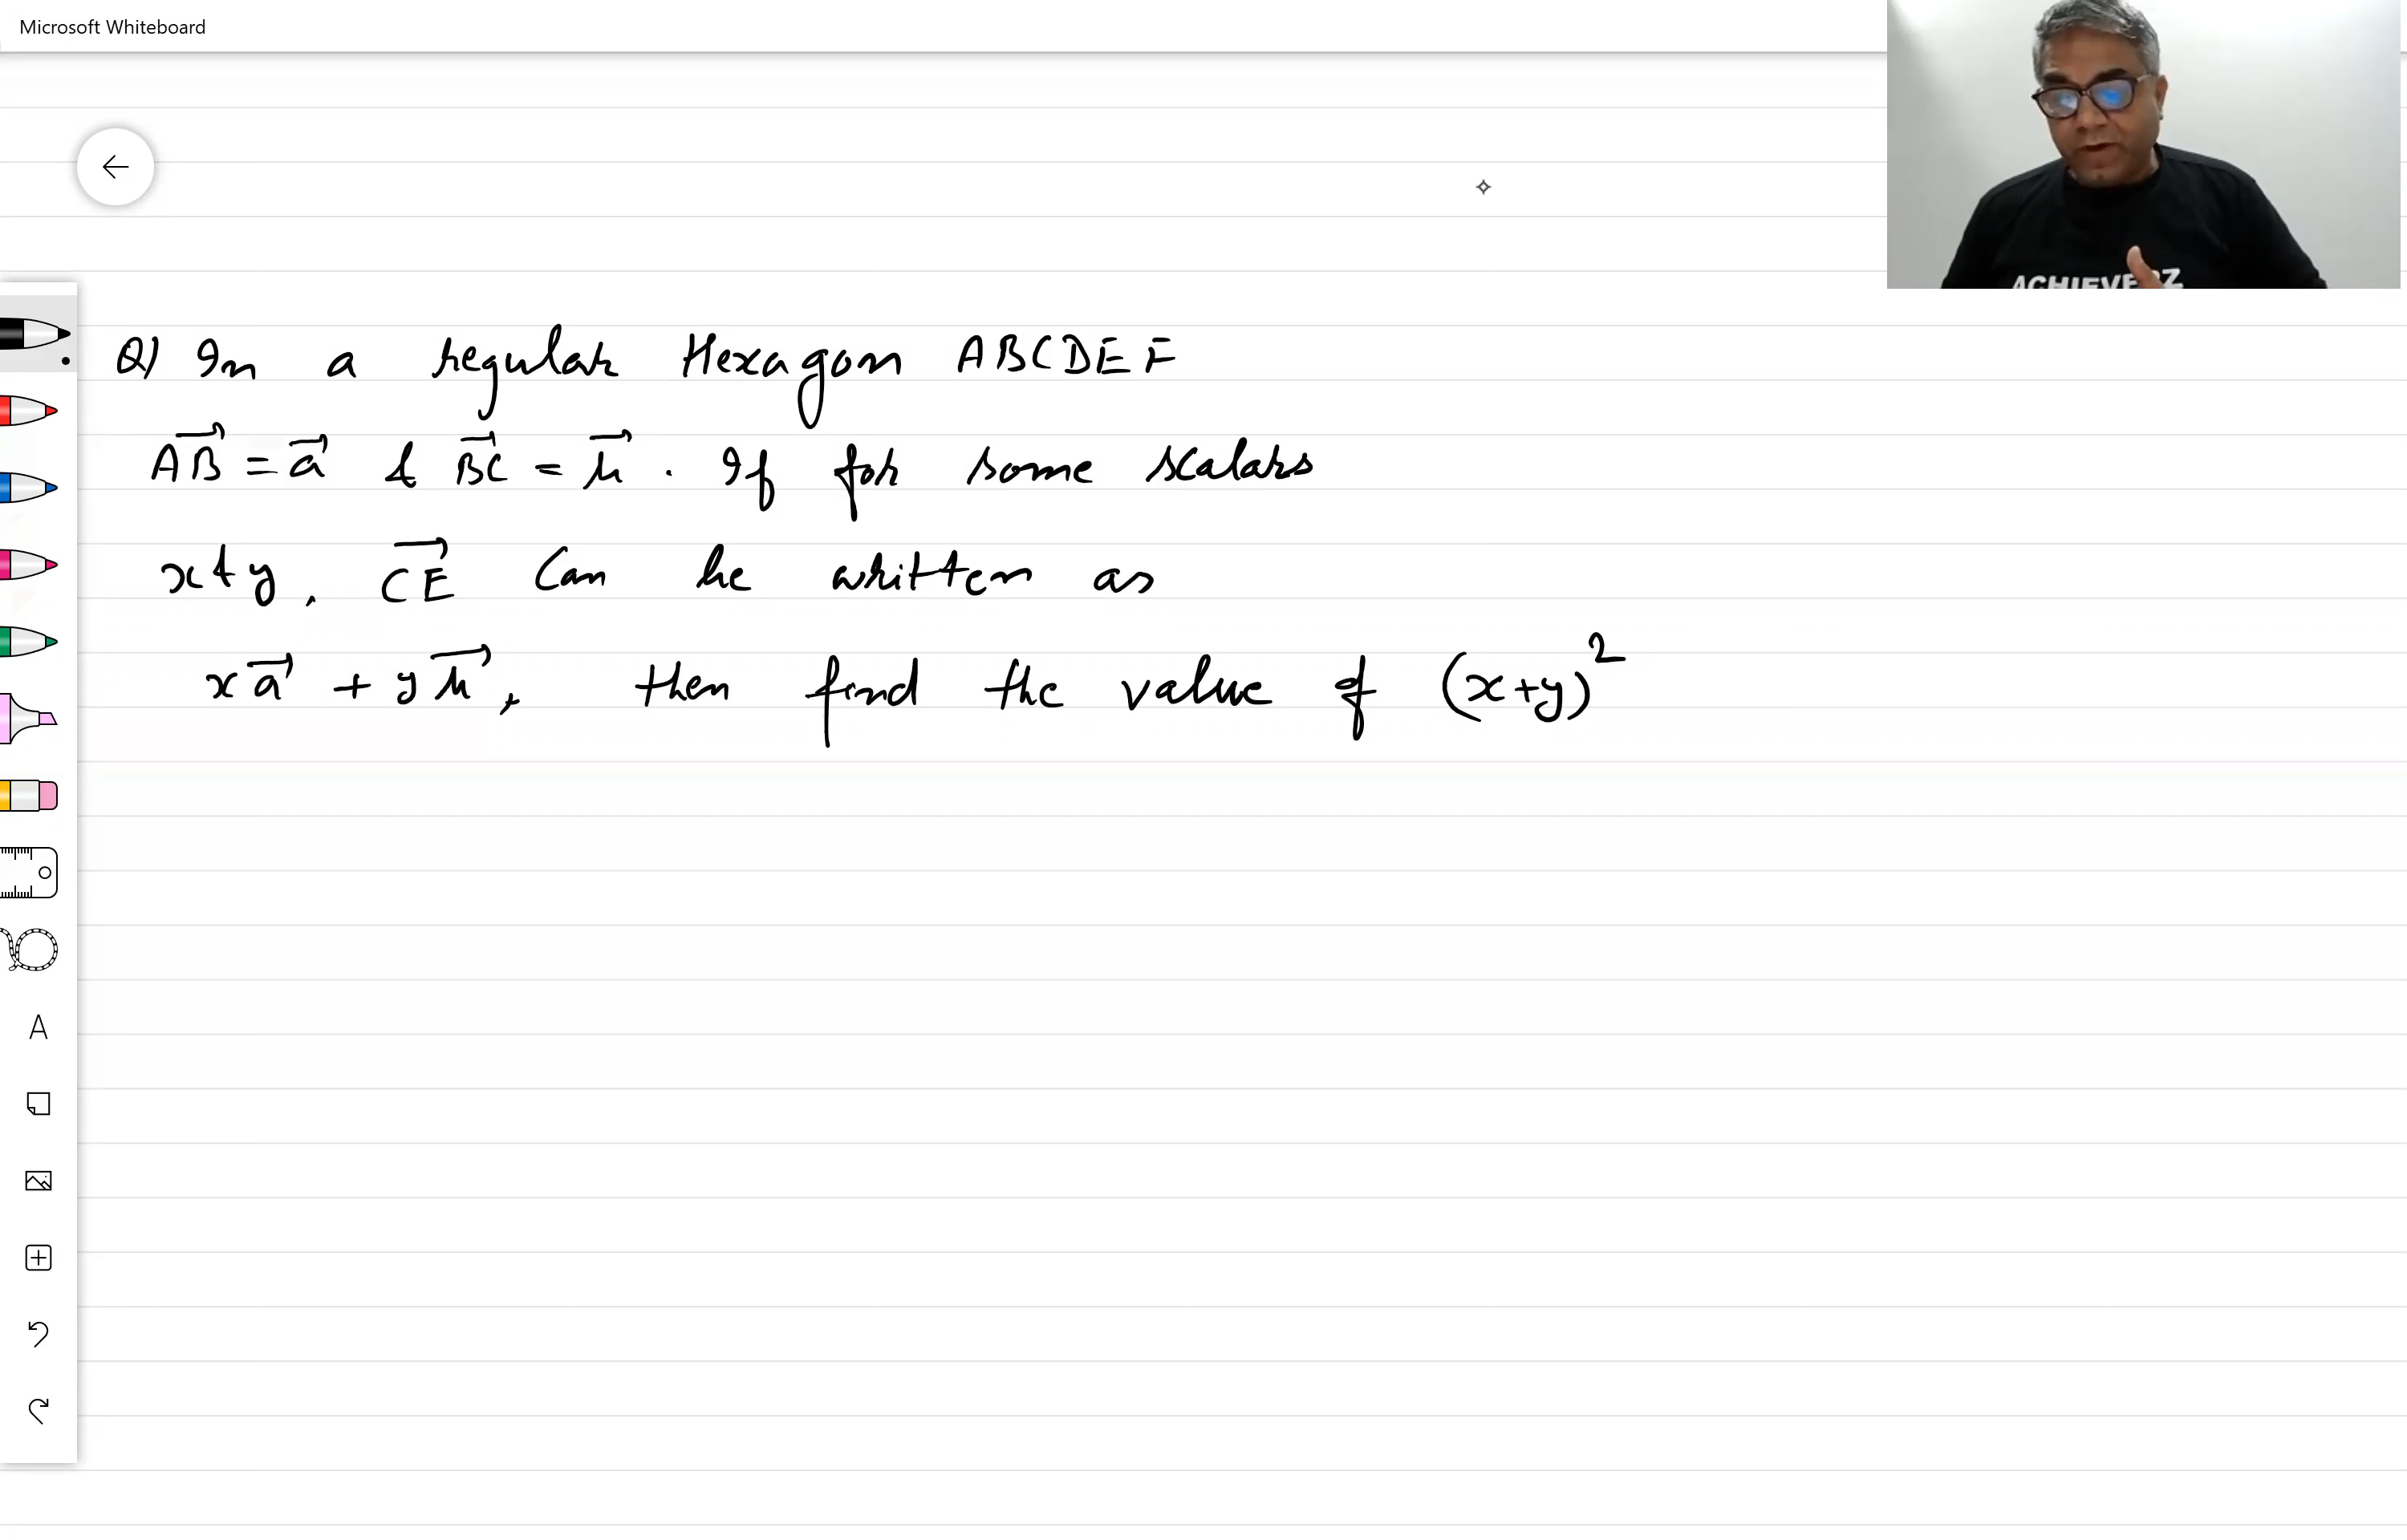 Microsoft Whiteboard
Q) In a regular Hexagon ABCDEF
AB = a & BC = b . If for some scalars
x & y, CE can be written as
xa + yb, then find the value of (x+y)²
A